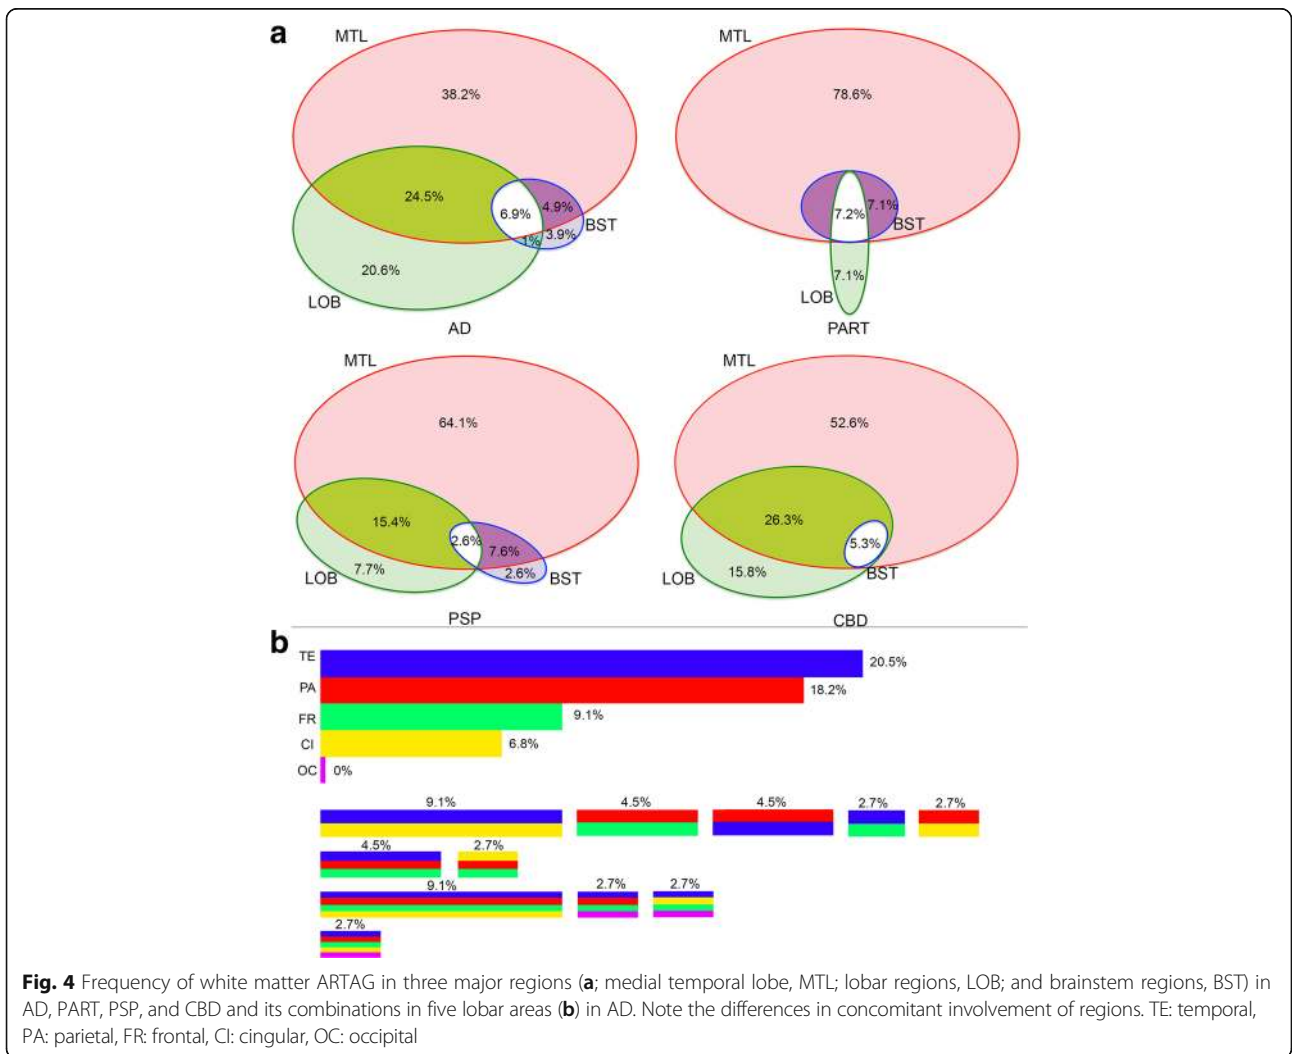 a
MTL
38.2%
24.5%
6.9%
4.9%
BST
1%
3.9%
20.6%
LOB
AD
MTL
78.6%
7.2%
7.1%
BST
7.1%
LOB
PART
MTL
64.1%
15.4%
2.6%
7.6%
7.7%
2.6%
LOB
BST
PSP
MTL
52.6%
26.3%
5.3%
15.8%
LOB
BST
CBD
b
TE 20.5%
PA 18.2%
FR 9.1%
CI 6.8%
OC 0%
9.1% 4.5% 4.5% 2.7% 2.7%
4.5% 2.7%
9.1% 2.7% 2.7%
2.7%
Fig. 4 Frequency of white matter ARTAG in three major regions (a; medial temporal lobe, MTL; lobar regions, LOB; and brainstem regions, BST) in
AD, PART, PSP, and CBD and its combinations in five lobar areas (b) in AD. Note the differences in concomitant involvement of regions. TE: temporal,
PA: parietal, FR: frontal, CI: cingular, OC: occipital